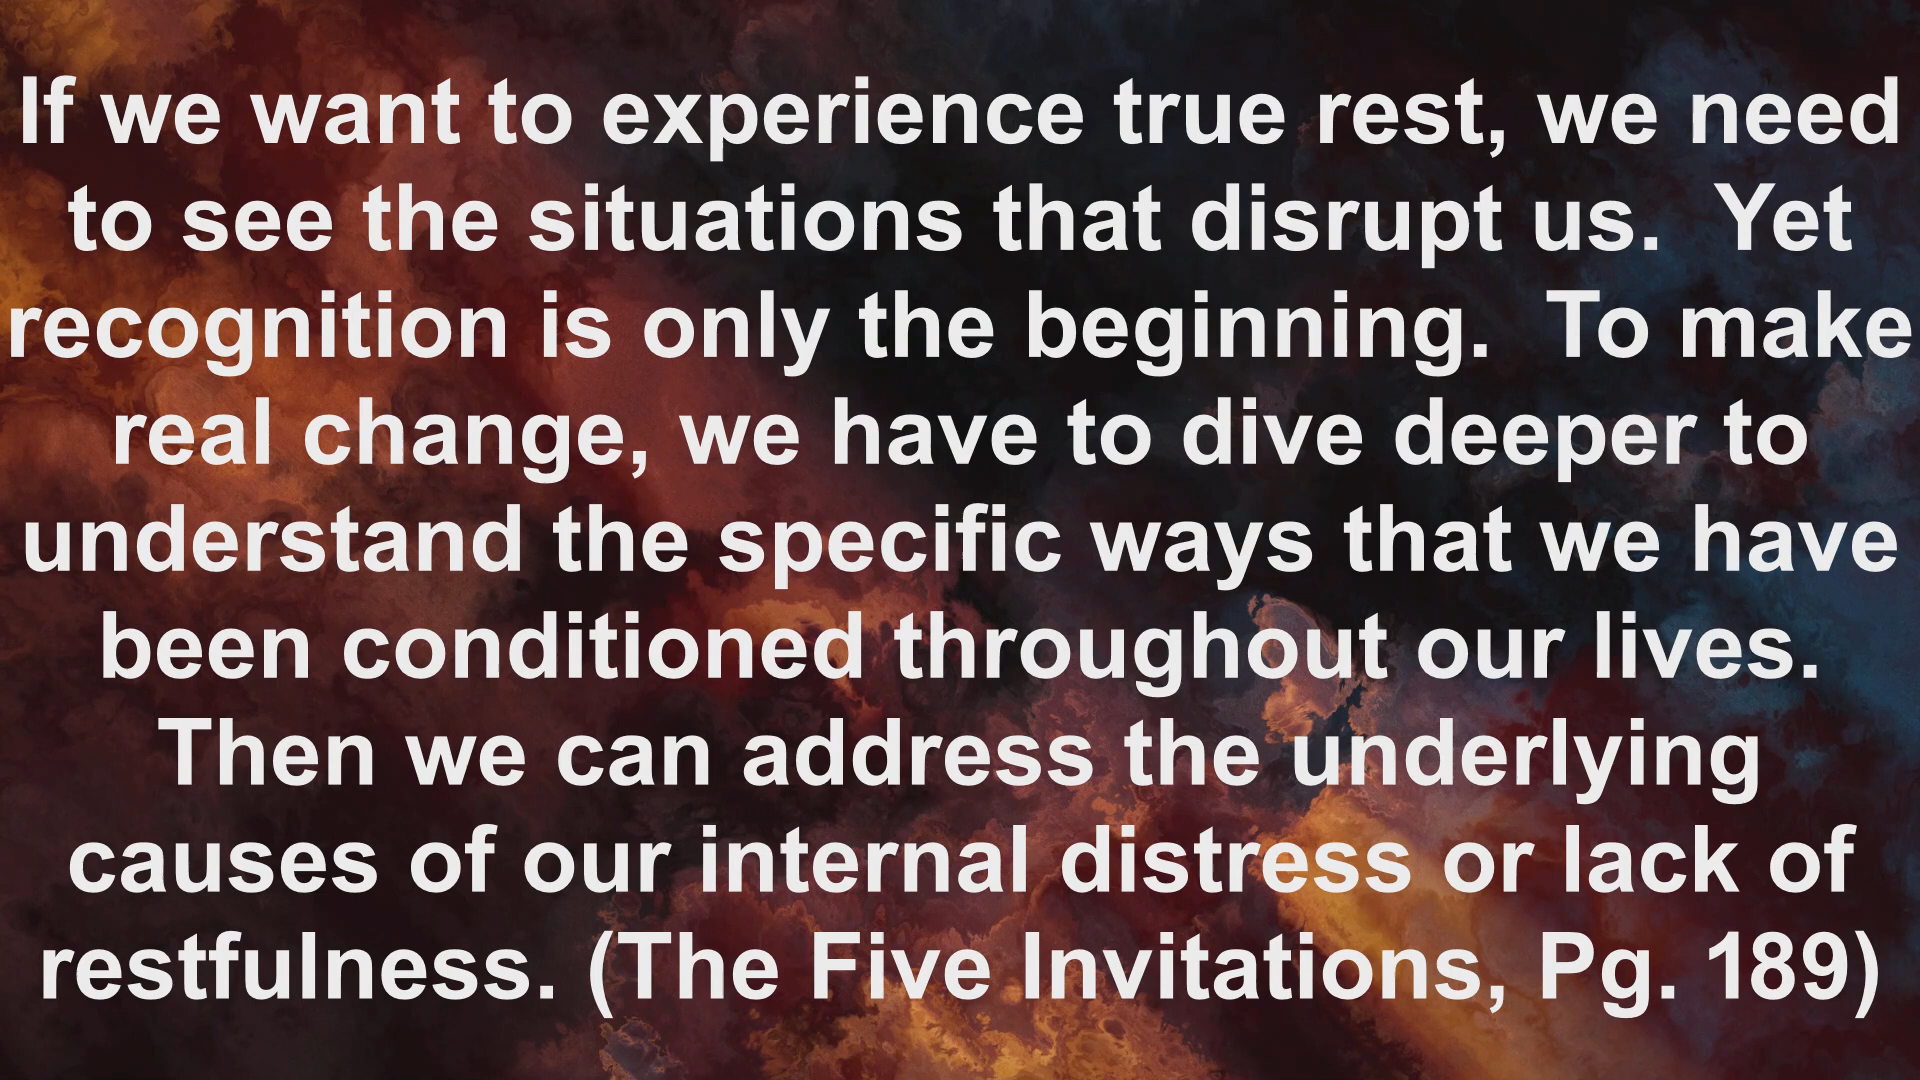 If we want to experience true rest, we need
to see the situations that disrupt us.  Yet
recognition is only the beginning.  To make
real change, we have to dive deeper to
understand the specific ways that we have
been conditioned throughout our lives.
Then we can address the underlying
causes of our internal distress or lack of
restfulness. (The Five Invitations, Pg. 189)